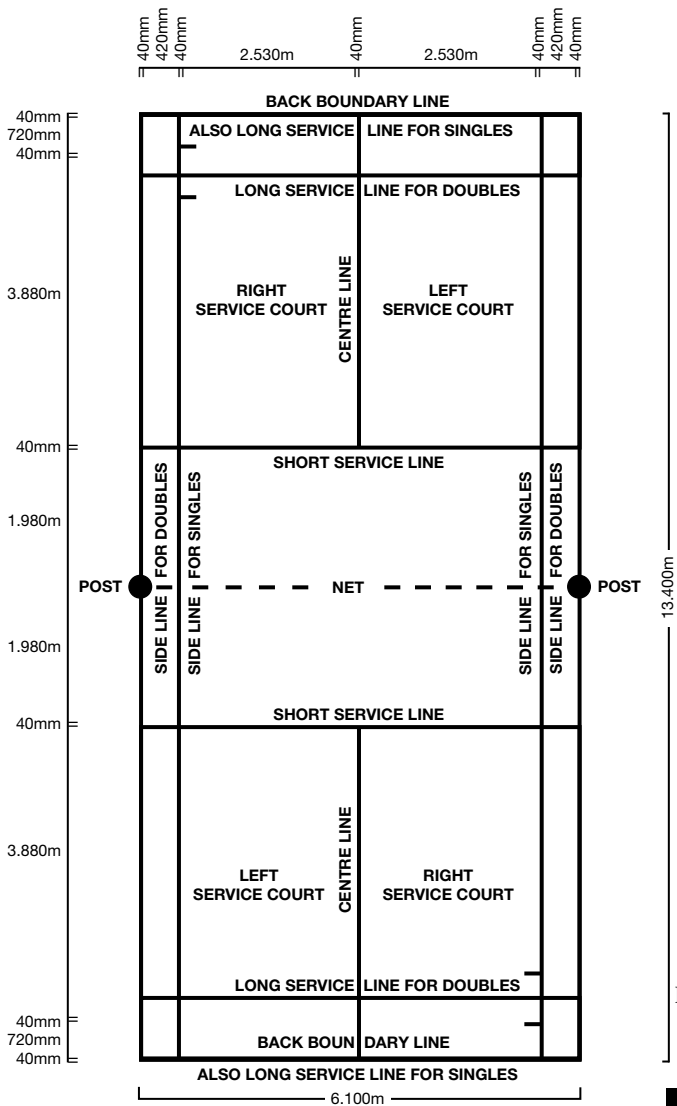 40mm
420mm
40mm
2.530m
40mm
2.530m
40mm
420mm
40mm
BACK BOUNDARY LINE
40mm
720mm
40mm
ALSO LONG SERVICE LINE FOR SINGLES
LONG SERVICE LINE FOR DOUBLES
3.880m
RIGHT
SERVICE COURT
CENTRE LINE
LEFT
SERVICE COURT
40mm
SHORT SERVICE LINE
1.980m
SIDE LINE FOR DOUBLES
SIDE LINE FOR SINGLES
SIDE LINE FOR SINGLES
SIDE LINE FOR DOUBLES
POST
NET
POST
13.400m
1.980m
40mm
SHORT SERVICE LINE
3.880m
LEFT
SERVICE COURT
CENTRE LINE
RIGHT
SERVICE COURT
LONG SERVICE LINE FOR DOUBLES
40mm
720mm
40mm
BACK BOUNDARY LINE
ALSO LONG SERVICE LINE FOR SINGLES
6.100m